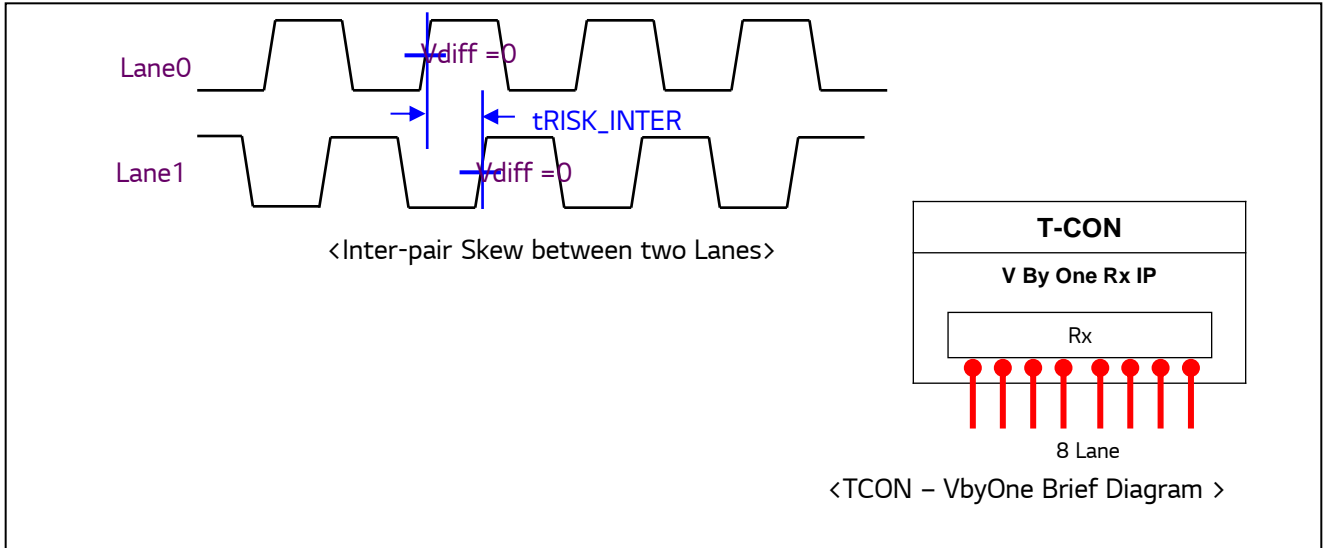 Lane0
Vdiff =0
tRISK_INTER
Lane1
Vdiff =0
<Inter-pair Skew between two Lanes>
T-CON
V By One Rx IP
Rx
8 Lane
<TCON – VbyOne Brief Diagram >